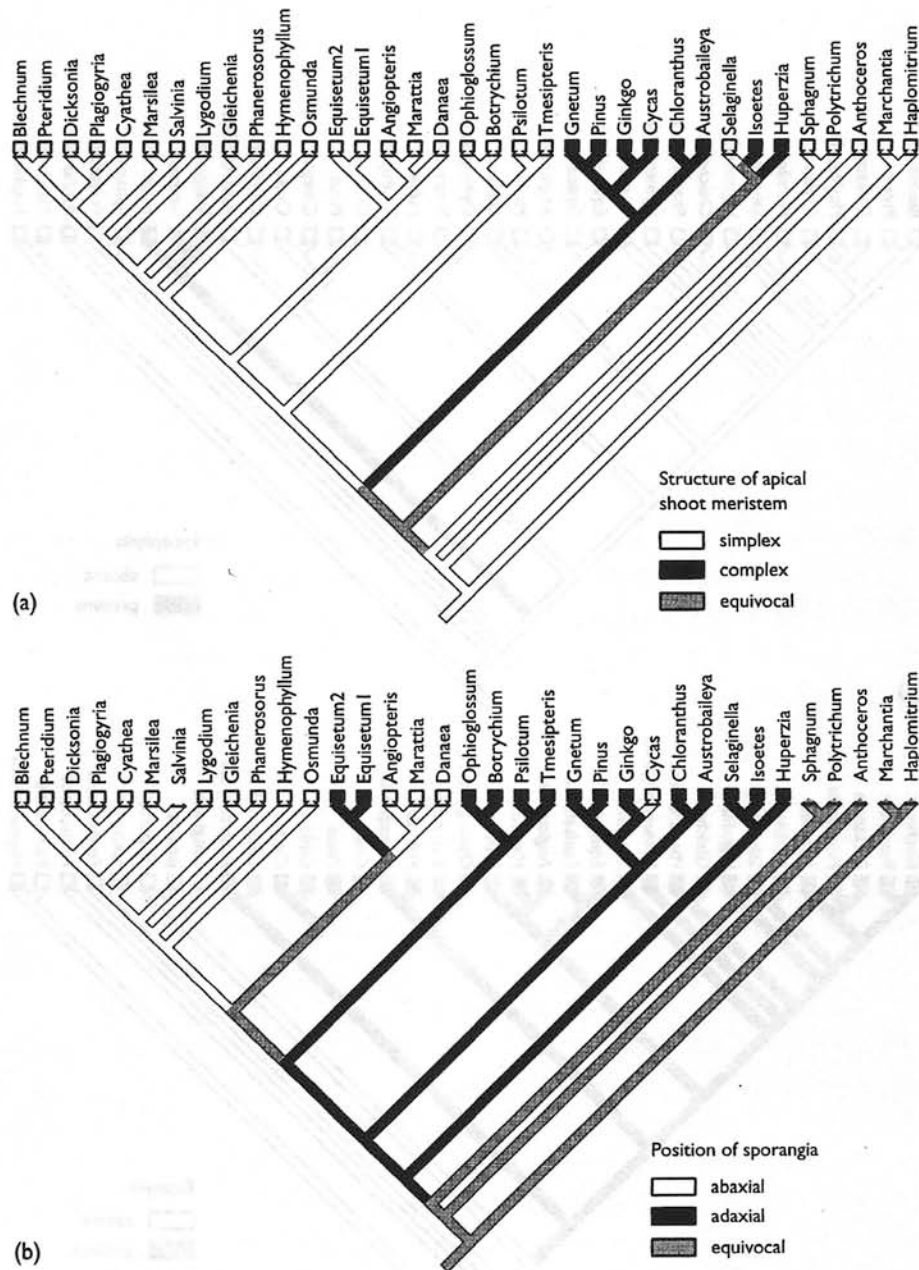 Blechnum
Pteridium
Dicksonia
Plagiogyria
Cyathea
Marsilea
Salvinia
Lygodium
Gleichenia
Phanerosorus
Hymenophyllum
Osmunda
Equisetum2
Equisetum1
Angiopteris
Marattia
Danaea
Ophioglossum
Botrychium
Psilotum
Tmesipteris
Gnetum
Pinus
Ginkgo
Cycas
Chloranthus
Austrobaileya
Selaginella
Isoetes
Huperzia
Sphagnum
Polytrichum
Anthoceros
Marchantia
Haplonitrium
Structure of apical
shoot meristem
simplex
complex
equivocal
(a)
Blechnum
Pteridium
Dicksonia
Plagiogyria
Cyathea
Marsilea
Salvinia
Lygodium
Gleichenia
Phanerosorus
Hymenophyllum
Osmunda
Equisetum2
Equisetum1
Angiopteris
Marattia
Danaea
Ophioglossum
Botrychium
Psilotum
Tmesipteris
Gnetum
Pinus
Ginkgo
Cycas
Chloranthus
Austrobaileya
Selaginella
Isoetes
Huperzia
Sphagnum
Polytrichum
Anthoceros
Marchantia
Haplomitrium
Position of sporangia
abaxial
adaxial
equivocal
(b)